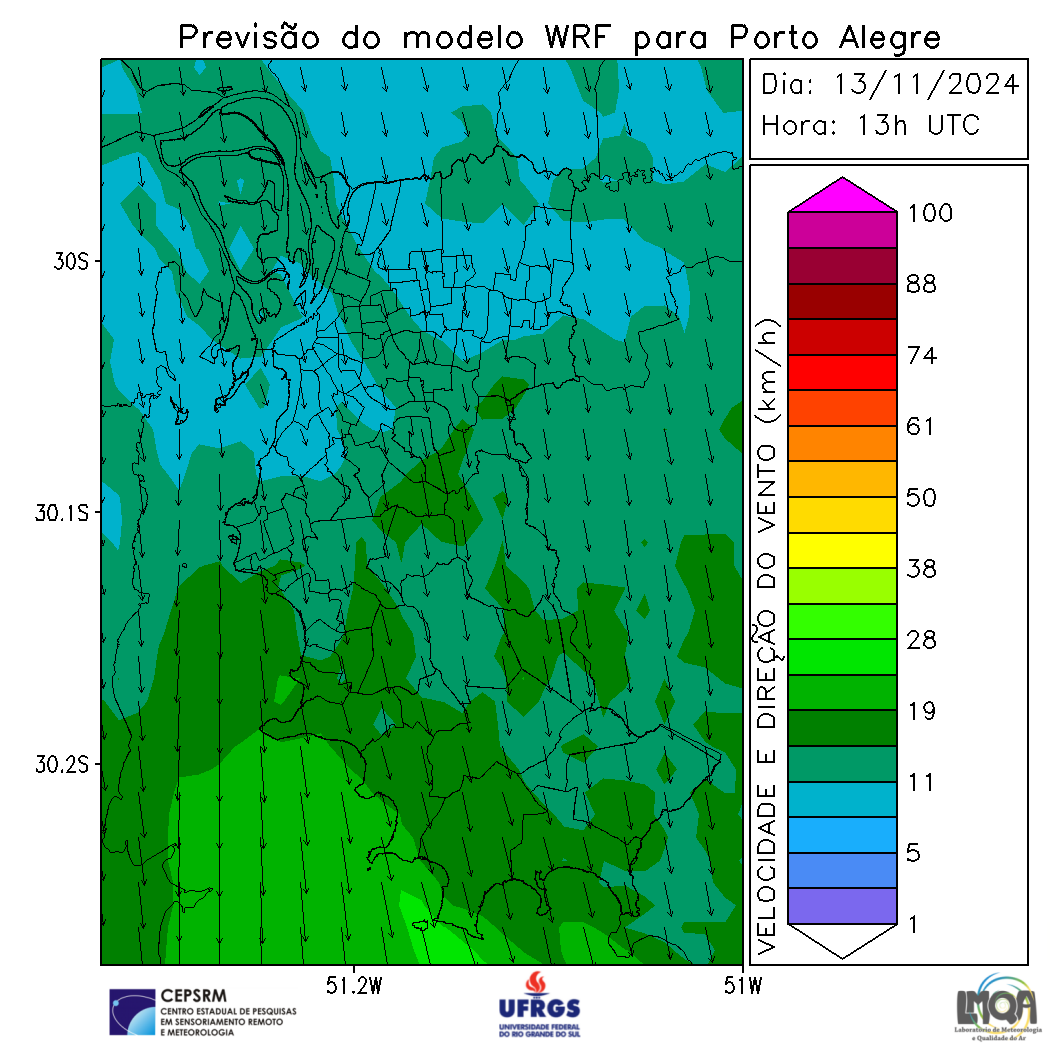 Previsão do modelo WRF para Porto Alegre
Dia: 13/11/2024
Hora: 13h UTC
30S
30.1S
30.2S
51.2W
51W
VELOCIDADE E DIREÇÃO DO VENTO (km/h)
100
88
74
61
50
38
28
19
11
5
1
CEPSRM
CENTRO ESTADUAL DE PESQUISAS
EM SENSORIAMENTO REMOTO
E METEOROLOGIA
UFRGS
UNIVERSIDADE FEDERAL
DO RIO GRANDE DO SUL
LMQA
Laboratório de Meteorologia
e Qualidade do Ar